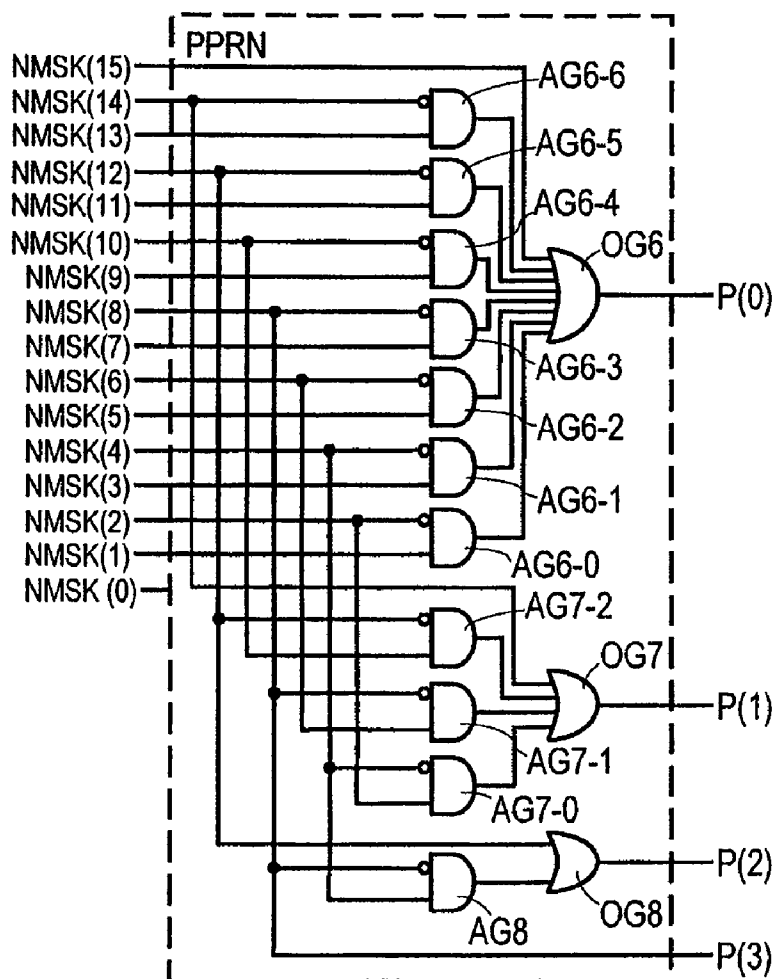 PPRN
NMSK(15)
NMSK(14)
NMSK(13)
NMSK(12)
NMSK(11)
NMSK(10)
NMSK(9)
NMSK(8)
NMSK(7)
NMSK(6)
NMSK(5)
NMSK(4)
NMSK(3)
NMSK(2)
NMSK(1)
NMSK (0)
AG6-6
AG6-5
AG6-4
OG6
P(0)
AG6-3
AG6-2
AG6-1
AG6-0
AG7-2
OG7
P(1)
AG7-1
AG7-0
P(2)
OG8
AG8
P(3)